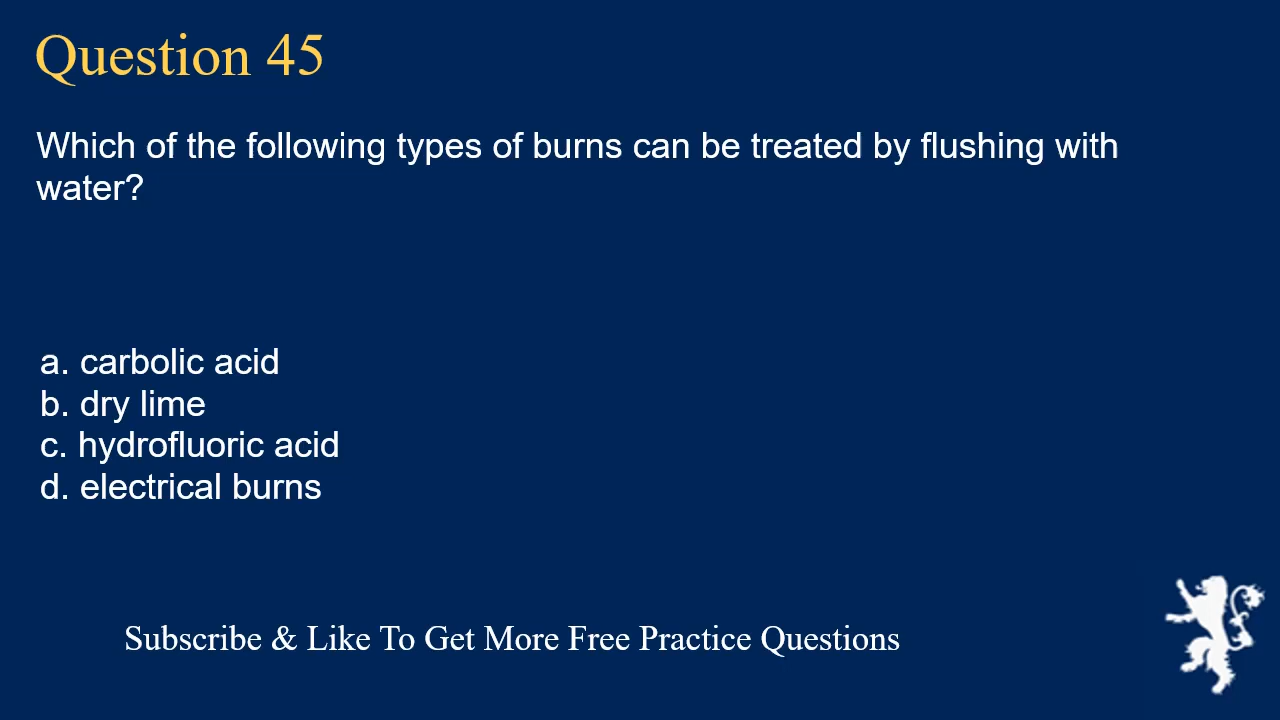 Question 45
Which of the following types of burns can be treated by flushing with
water?
a. carbolic acid
b. dry lime
c. hydrofluoric acid
d. electrical burns
Subscribe & Like To Get More Free Practice Questions